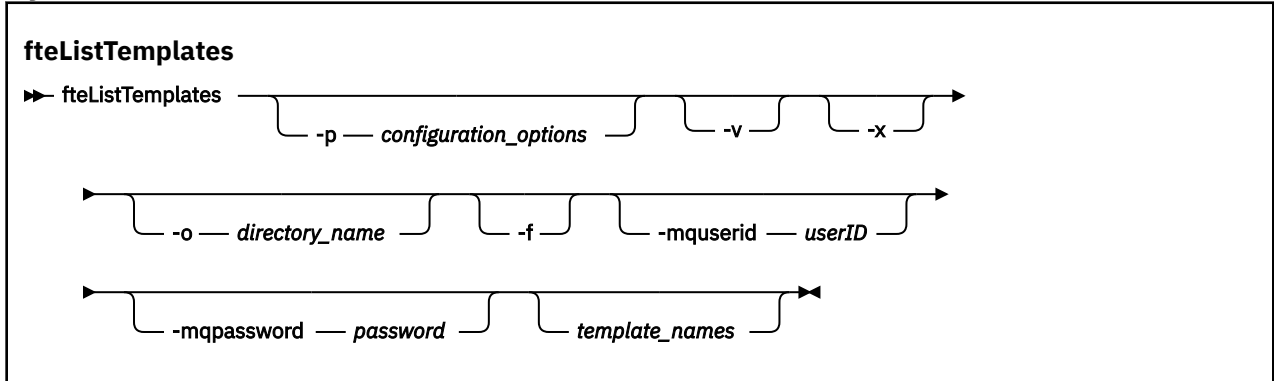 fteListTemplates
fteListTemplates
-p configuration_options -v -x
-o directory_name -f -mquserid userID
-mqpassword password template_names